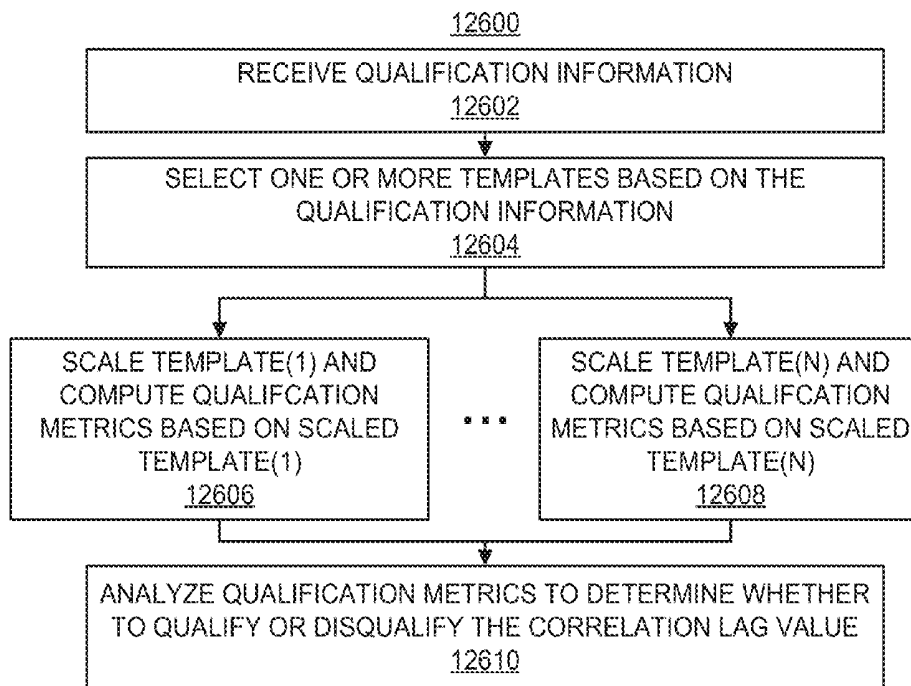 12600
RECEIVE QUALIFICATION INFORMATION
12602
SELECT ONE OR MORE TEMPLATES BASED ON THE
QUALIFICATION INFORMATION
12604
SCALE TEMPLATE(1) AND
COMPUTE QUALIFCATION
METRICS BASED ON SCALED
TEMPLATE(1)
12606
...
SCALE TEMPLATE(N) AND
COMPUTE QUALIFCATION
METRICS BASED ON SCALED
TEMPLATE(N)
12608
ANALYZE QUALIFICATION METRICS TO DETERMINE WHETHER
TO QUALIFY OR DISQUALIFY THE CORRELATION LAG VALUE
12610